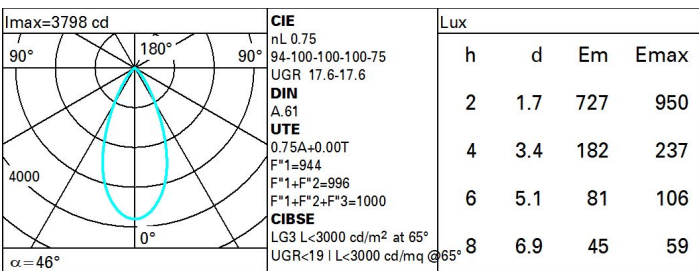 Imax=3798 cd
90°
180°
90°
4000
0°
α=46°
CIE
nL 0.75
94-100-100-100-75
UGR 17.6-17.6
DIN
A.61
UTE
0.75A+0.00T
F"1=944
F"1+F"2=996
F"1+F"2+F"3=1000
CIBSE
LG3 L<3000 cd/m² at 65°
UGR<19 | L<3000 cd/mq @65°
Lux
h d Em Emax
2 1.7 727 950
4 3.4 182 237
6 5.1 81 106
8 6.9 45 59